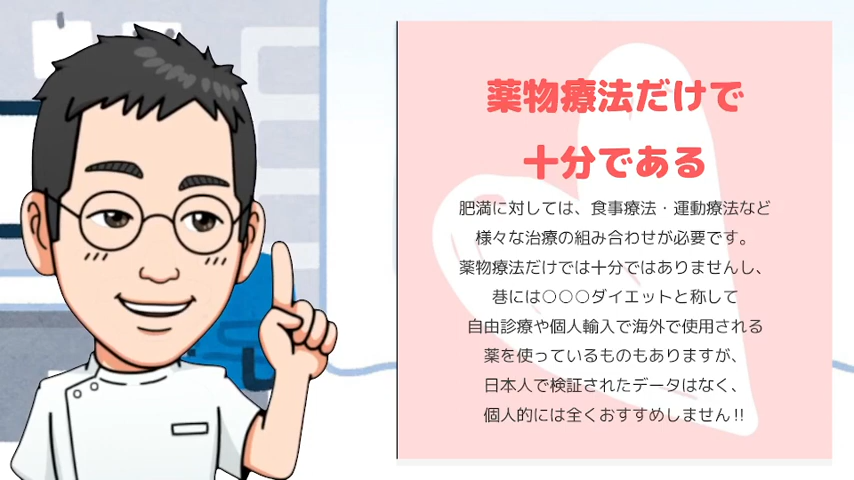 薬物療法だけで
十分である
肥満に対しては、食事療法・運動療法など
様々な治療の組み合わせが必要です。
薬物療法だけでは十分ではありませんし、
巷には○○○ダイエットと称して
自由診療や個人輸入で海外で使用される
薬を使っているものもありますが、
日本人で検証されたデータはなく、
個人的には全くおすすめしません!!